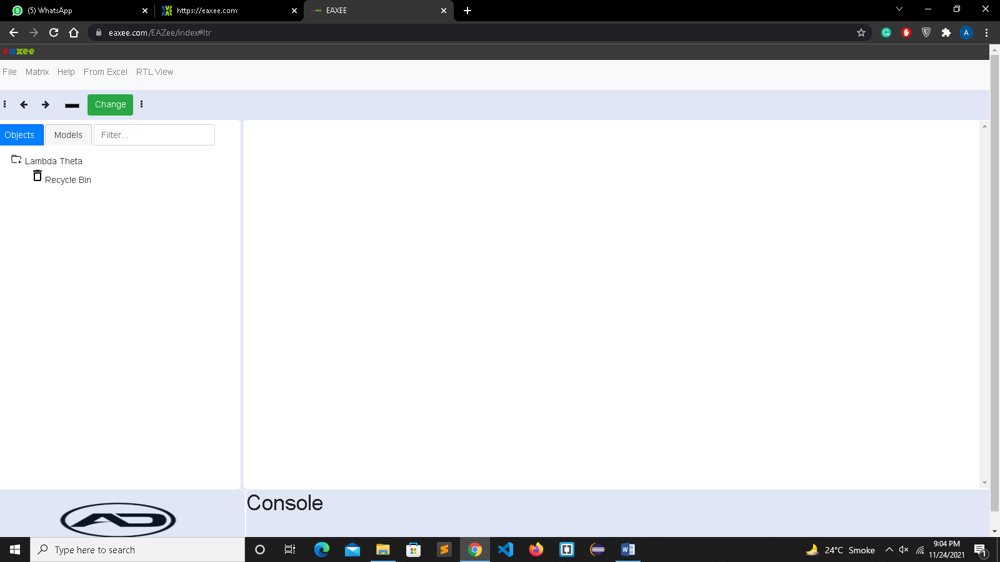 (5) WhatsApp
https://eaxee.com
EAXEE
eaxee.com/EAZee/index#ltr
A
eaxee
File Matrix Help From Excel RTL View
Change
Objects Models Filter...
Lambda Theta
Recycle Bin
Console
AD
Type here to search
24°C Smoke
9:04 PM
11/24/2021
1